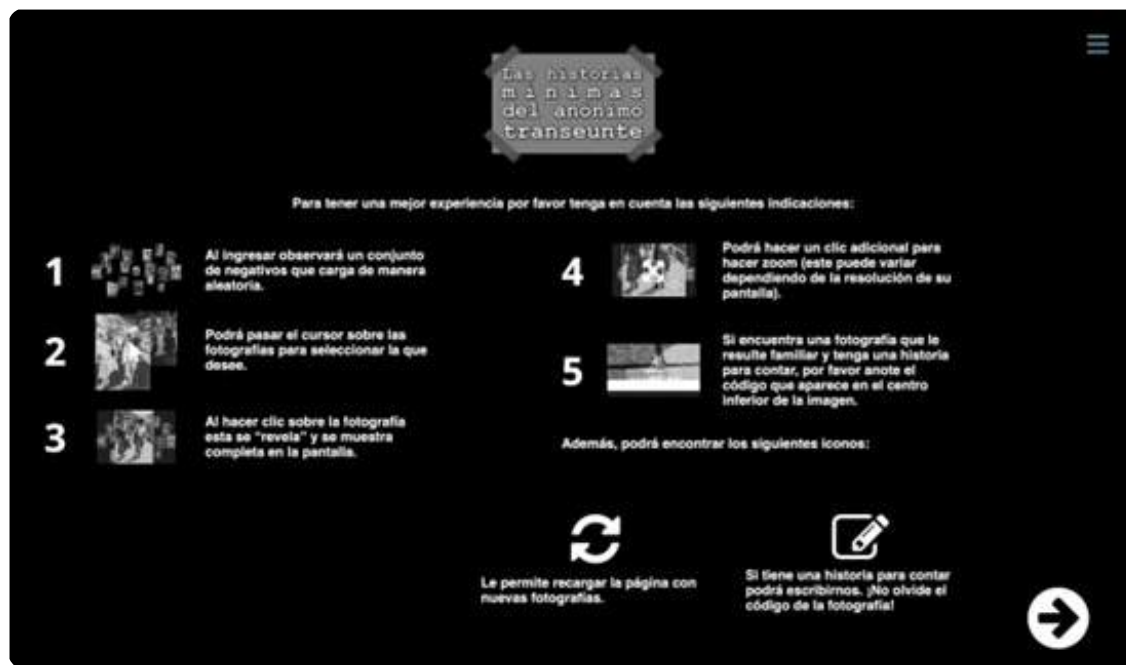 Las historias
mínimas
del anónimo
transeunte
Para tener una mejor experiencia por favor tenga en cuenta las siguientes indicaciones:
1
Al ingresar observará un conjunto
de negativos que carga de manera
aleatoria.
2
Podrá pasar el cursor sobre las
fotografías para seleccionar la que
desee.
3
Al hacer clic sobre la fotografía
esta se "revela" y se muestra
completa en la pantalla.
4
Podrá hacer un clic adicional para
hacer zoom (este puede variar
dependiendo de la resolución de su
pantalla).
5
Si encuentra una fotografía que le
resulte familiar y tenga una historia
para contar, por favor anote el
código que aparece en el centro
inferior de la imagen.
Además, podrá encontrar los siguientes iconos:
Le permite recargar la página con
nuevas fotografías.
Si tiene una historia para contar
podrá escribirnos. ¡No olvide el
código de la fotografía!